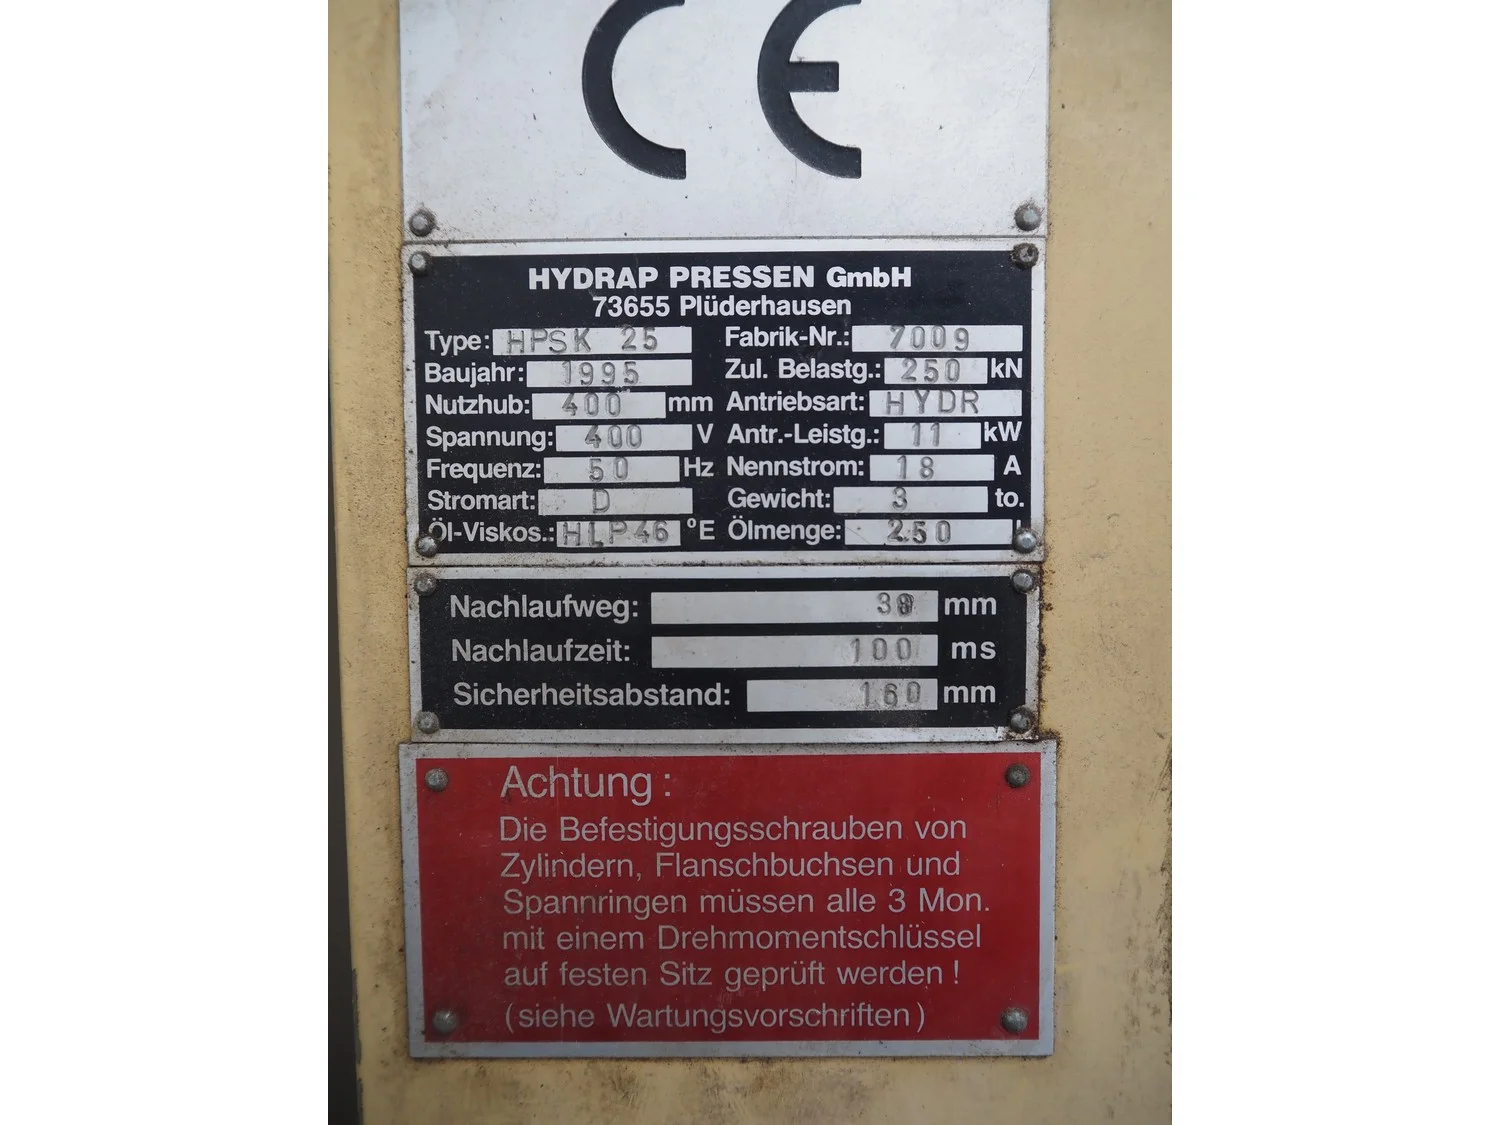 CE
HYDRAP PRESSEN GmbH
73655 Plüderhausen
Type: HPSK 25 Fabrik-Nr.: 7009
Baujahr: 1995 Zul. Belastg.: 250 kN
Nutzhub: 400 mm Antriebsart: HYDR
Spannung: 400 V Antr.-Leistg.: 11 kW
Frequenz: 50 Hz Nennstrom: 18 A
Stromart: D Gewicht: 3 to.
Öl-Viskos.: HLP46 °E Ölmenge: 250 l
Nachlaufweg: mm
Nachlaufzeit: 100 ms
Sicherheitsabstand: 160 mm
Achtung :
Die Befestigungsschrauben von
Zylindern, Flanschbuchsen und
Spannringen müssen alle 3 Mon.
mit einem Drehmomentschlüssel
auf festen Sitz geprüft werden !
(siehe Wartungsvorschriften)